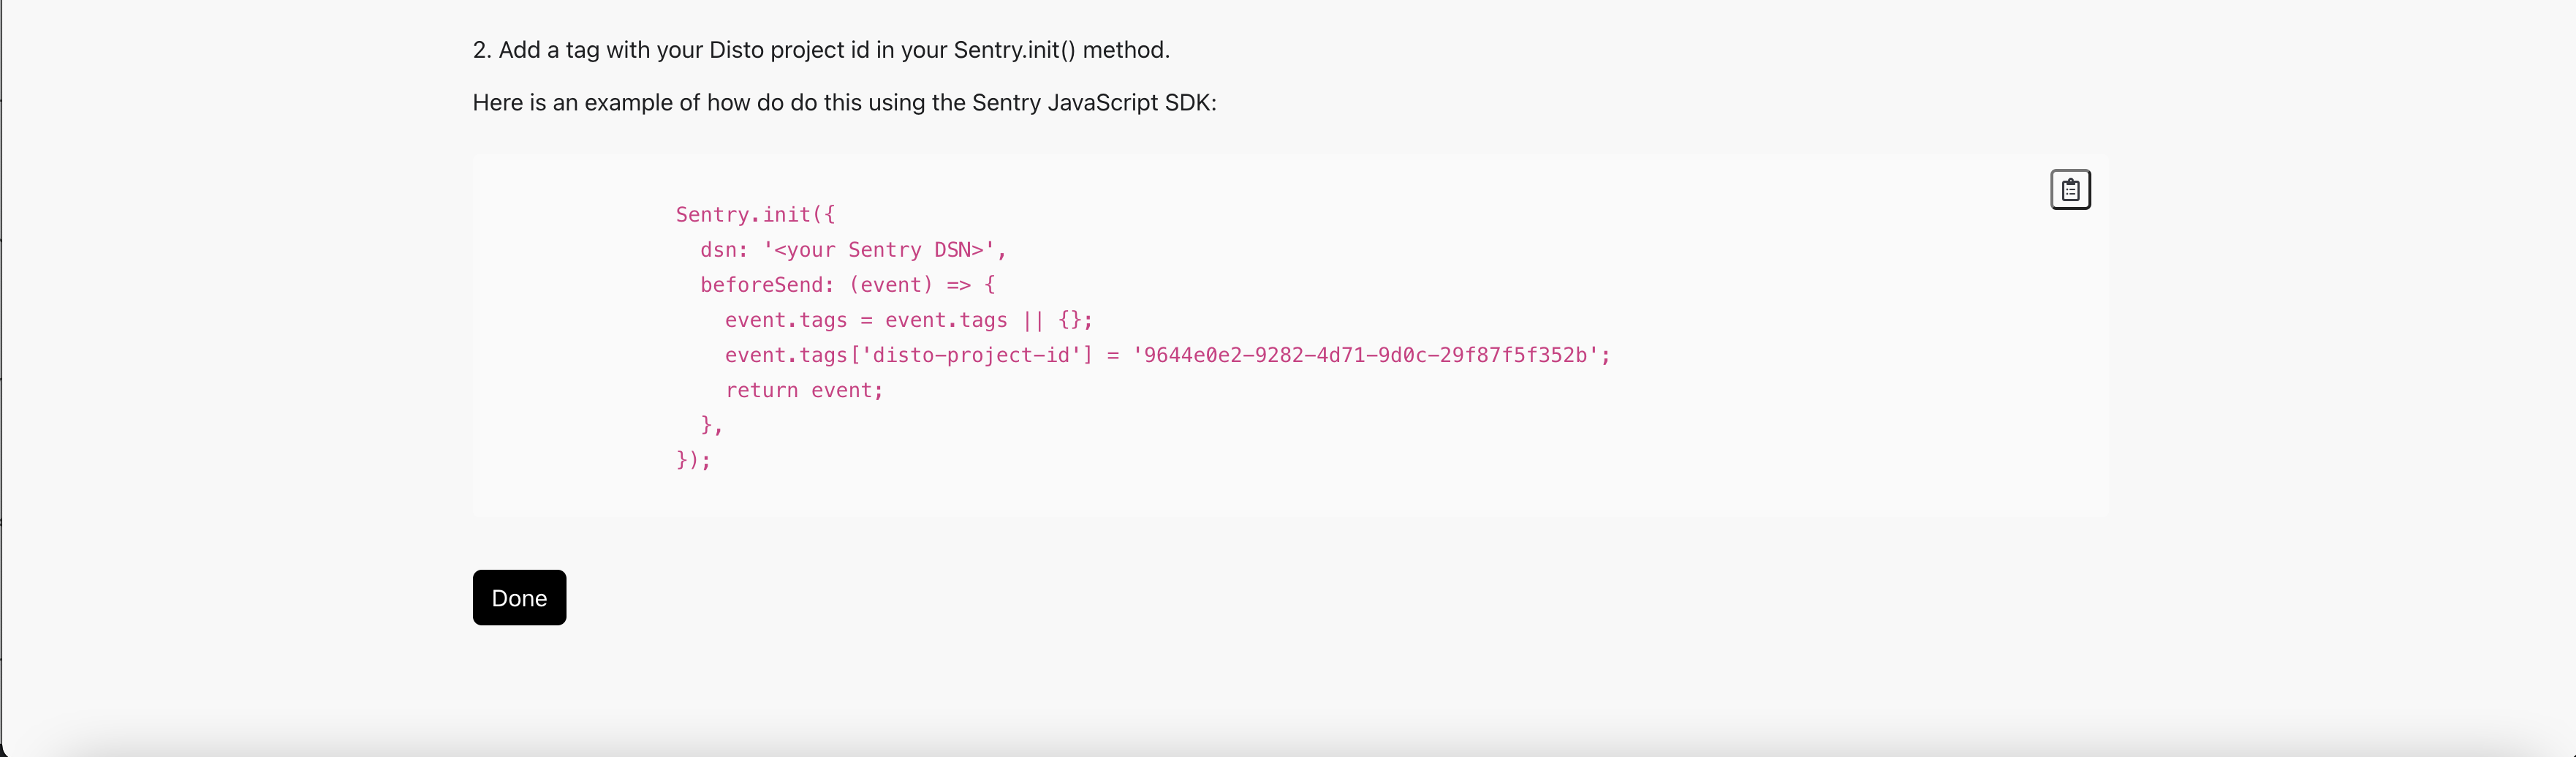 2. Add a tag with your Disto project id in your Sentry.init() method.
Here is an example of how do do this using the Sentry JavaScript SDK:
Sentry.init({
  dsn: '<your Sentry DSN>',
  beforeSend: (event) => {
    event.tags = event.tags || {};
    event.tags['disto-project-id'] = '9644e0e2-9282-4d71-9d0c-29f87f5f352b';
    return event;
  },
});
Done